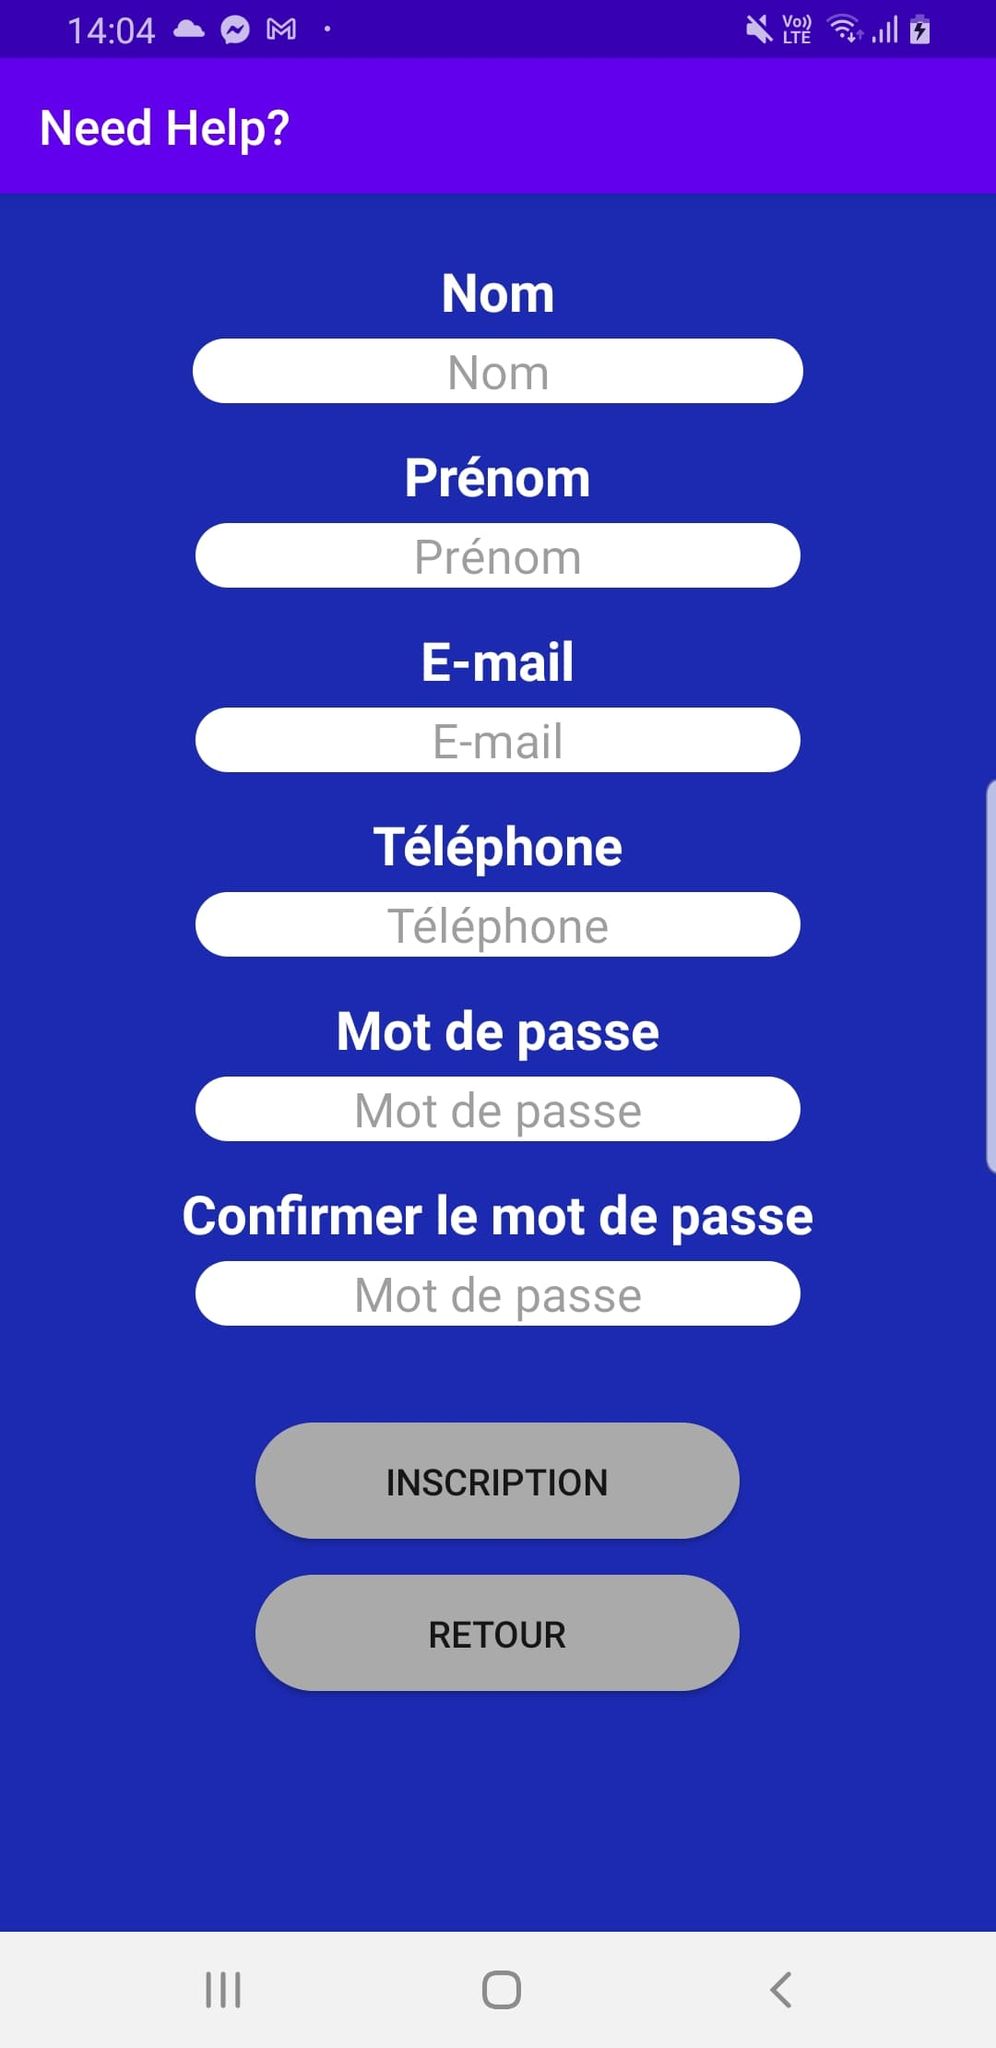 14:04
Vo))
LTE
Need Help?
Nom
Nom
Prénom
Prénom
E-mail
E-mail
Téléphone
Téléphone
Mot de passe
Mot de passe
Confirmer le mot de passe
Mot de passe
INSCRIPTION
RETOUR